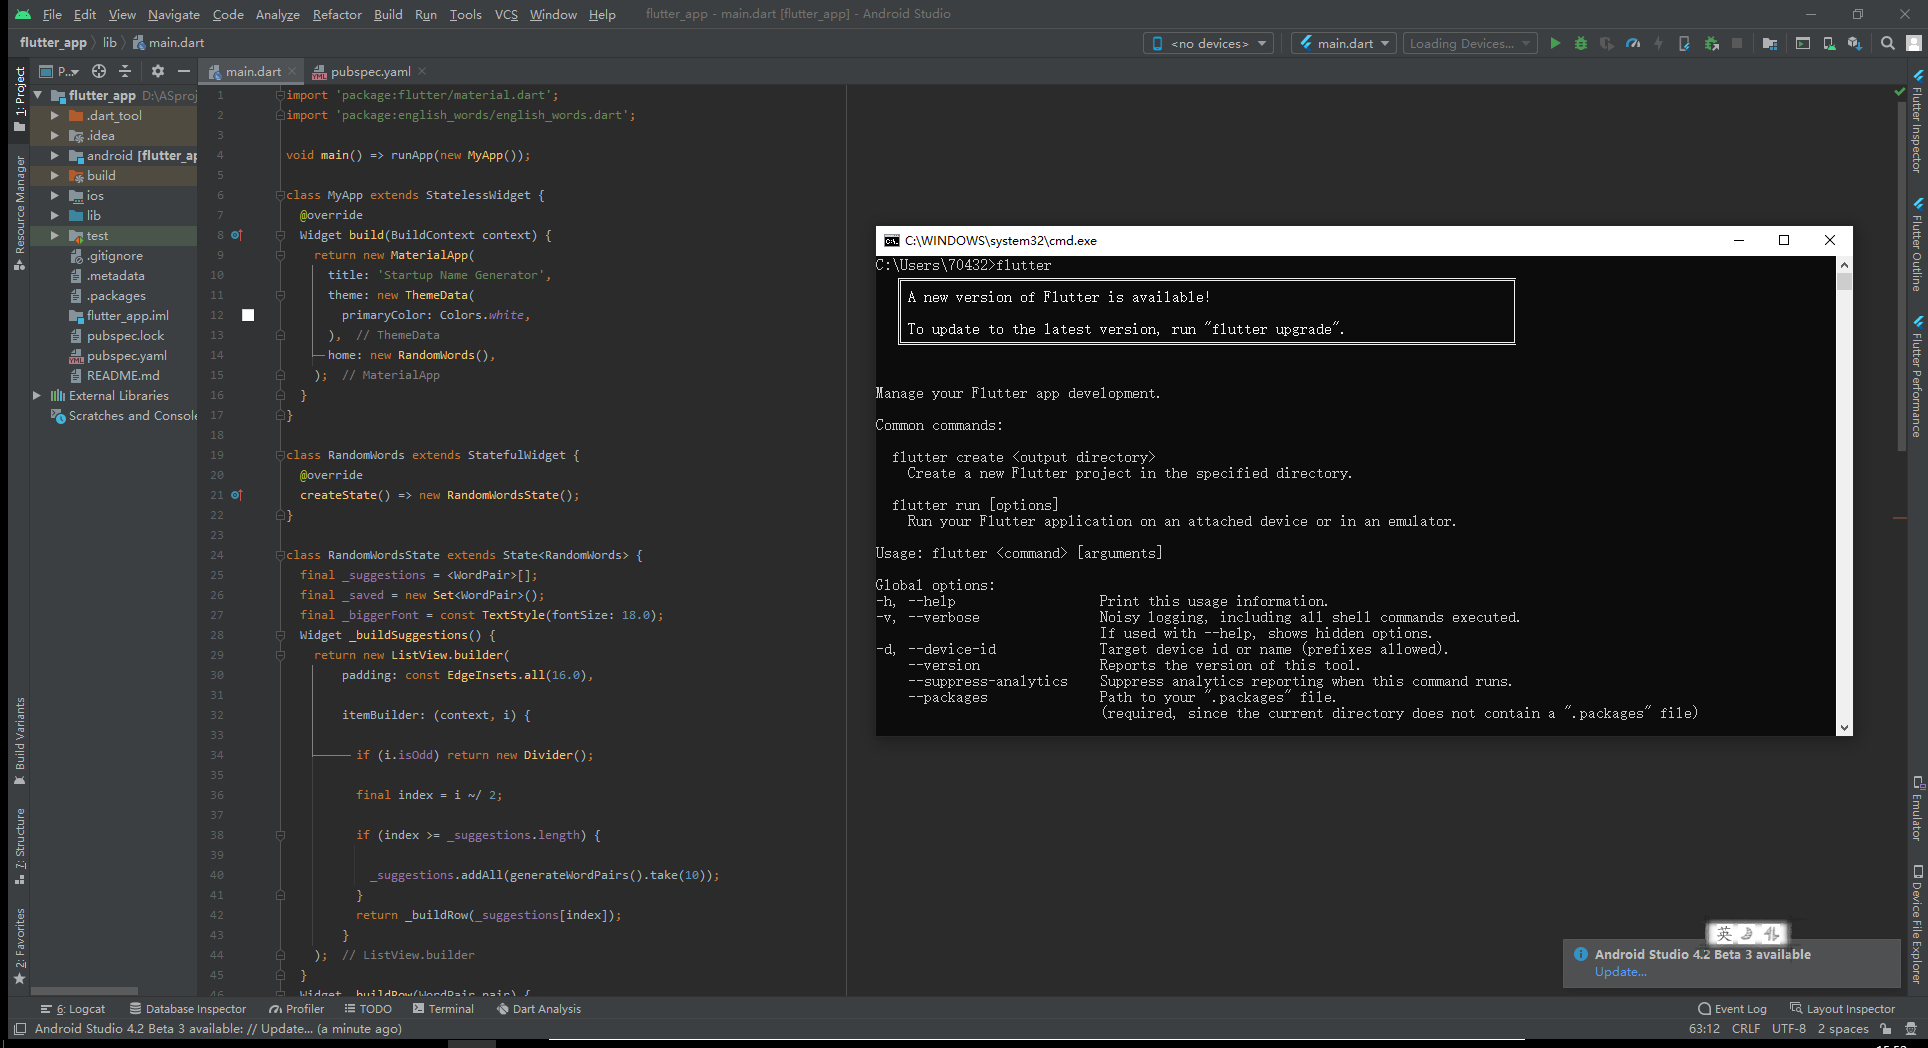 File Edit View Navigate Code Analyze Refactor Build Run Tools VCS Window Help flutter_app - main.dart [flutter_app] - Android Studio
flutter_app lib main.dart <no devices> main.dart Loading Devices...
P... main.dart pubspec.yaml
1: Project
Resource Manager
Build Variants
7: Structure
2: Favorites
flutter_app D:\ASproj
.dart_tool
.idea
android [flutter_ap
build
ios
lib
test
.gitignore
.metadata
.packages
flutter_app.iml
pubspec.lock
pubspec.yaml
README.md
External Libraries
Scratches and Console
1 import 'package:flutter/material.dart';
2 import 'package:english_words/english_words.dart';
3
4 void main() => runApp(new MyApp());
5
6 class MyApp extends StatelessWidget {
7 @override
8 Widget build(BuildContext context) {
9 return new MaterialApp(
10 title: 'Startup Name Generator',
11 theme: new ThemeData(
12 primaryColor: Colors.white,
13 ), // ThemeData
14 home: new RandomWords(),
15 ); // MaterialApp
16 }
17 }
18
19 class RandomWords extends StatefulWidget {
20 @override
21 createState() => new RandomWordsState();
22 }
23
24 class RandomWordsState extends State<RandomWords> {
25 final _suggestions = <WordPair>[];
26 final _saved = new Set<WordPair>();
27 final _biggerFont = const TextStyle(fontSize: 18.0);
28 Widget _buildSuggestions() {
29 return new ListView.builder(
30 padding: const EdgeInsets.all(16.0),
31
32 itemBuilder: (context, i) {
33
34 if (i.isOdd) return new Divider();
35
36 final index = i ~/ 2;
37
38 if (index >= _suggestions.length) {
39
40 _suggestions.addAll(generateWordPairs().take(10));
41 }
42 return _buildRow(_suggestions[index]);
43 }
44 ); // ListView.builder
45 }
46 Widget _buildRow(WordPair pair) {
C:\WINDOWS\system32\cmd.exe
C:\Users\70432>flutter
A new version of Flutter is available!
To update to the latest version, run "flutter upgrade".
Manage your Flutter app development.
Common commands:
flutter create <output directory>
Create a new Flutter project in the specified directory.
flutter run [options]
Run your Flutter application on an attached device or in an emulator.
Usage: flutter <command> [arguments]
Global options:
-h, --help Print this usage information.
-v, --verbose Noisy logging, including all shell commands executed.
If used with --help, shows hidden options.
-d, --device-id Target device id or name (prefixes allowed).
--version Reports the version of this tool.
--suppress-analytics Suppress analytics reporting when this command runs.
--packages Path to your ".packages" file.
(required, since the current directory does not contain a ".packages" file)
Flutter Inspector
Flutter Outline
Flutter Performance
Emulator
Device File Explorer
英
Android Studio 4.2 Beta 3 available
Update...
6: Logcat Database Inspector Profiler TODO Terminal Dart Analysis Event Log Layout Inspector
Android Studio 4.2 Beta 3 available: // Update... (a minute ago) 63:12 CRLF UTF-8 2 spaces